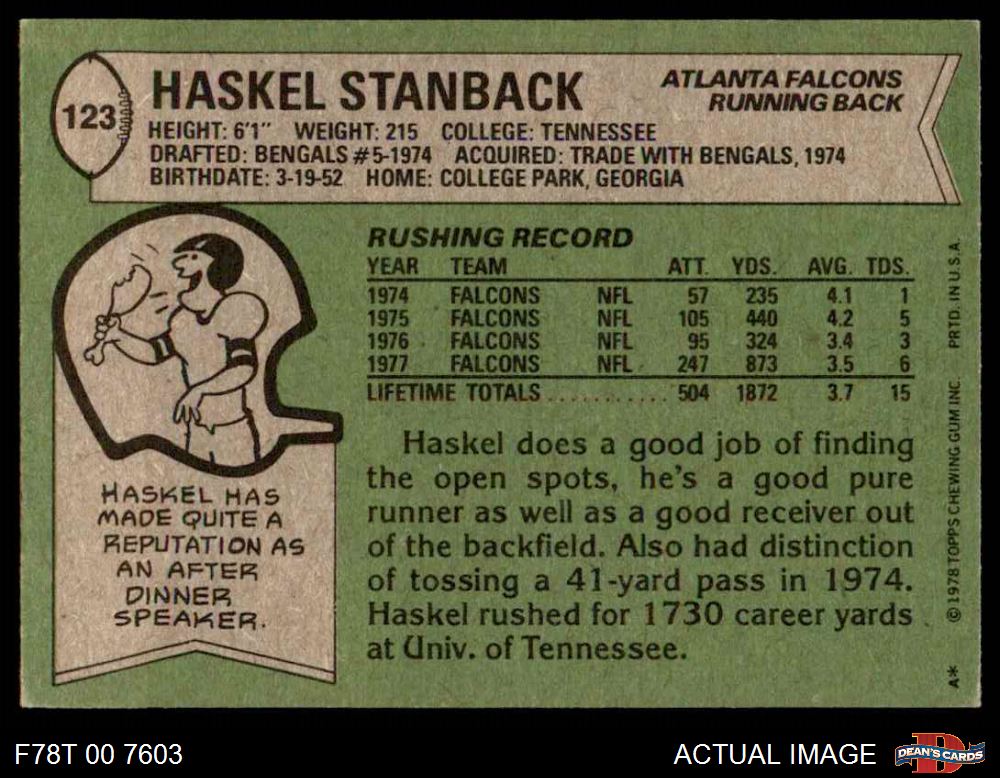 123
HASKEL STANBACK
ATLANTA FALCONS
RUNNING BACK
HEIGHT: 6'1" WEIGHT: 215 COLLEGE: TENNESSEE
DRAFTED: BENGALS #5-1974 ACQUIRED: TRADE WITH BENGALS, 1974
BIRTHDATE: 3-19-52 HOME: COLLEGE PARK, GEORGIA
RUSHING RECORD
YEAR TEAM ATT. YDS. AVG. TDS.
1974 FALCONS NFL 57 235 4.1 1
1975 FALCONS NFL 105 440 4.2 5
1976 FALCONS NFL 95 324 3.4 3
1977 FALCONS NFL 247 873 3.5 6
LIFETIME TOTALS........... 504 1872 3.7 15
HASKEL HAS
MADE QUITE A
REPUTATION AS
AN AFTER
DINNER
SPEAKER.
Haskel does a good job of finding
the open spots, he's a good pure
runner as well as a good receiver out
of the backfield. Also had distinction
of tossing a 41-yard pass in 1974.
Haskel rushed for 1730 career yards
at Univ. of Tennessee.
A* © 1978 TOPPS CHEWING GUM INC. PRTD. IN U.S.A.
F78T 00 7603
ACTUAL IMAGE
DEAN'S CARDS